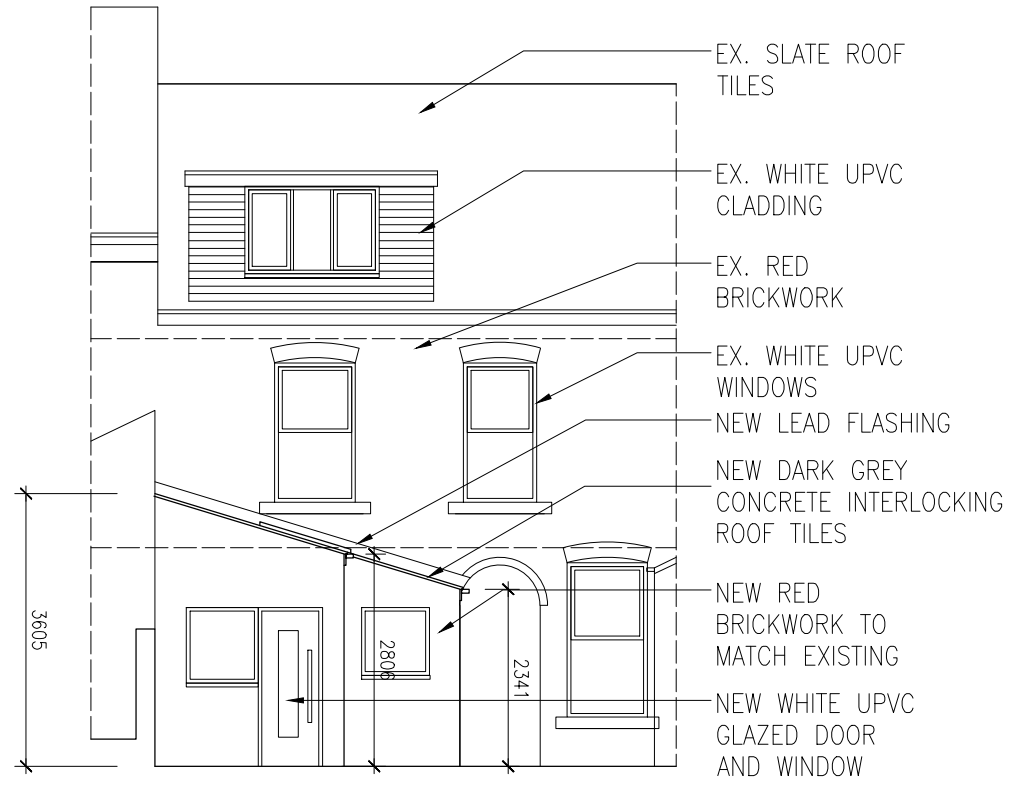 EX. SLATE ROOF
TILES
EX. WHITE UPVC
CLADDING
EX. RED
BRICKWORK
EX. WHITE UPVC
WINDOWS
NEW LEAD FLASHING
NEW DARK GREY
CONCRETE INTERLOCKING
ROOF TILES
NEW RED
BRICKWORK TO
MATCH EXISTING
NEW WHITE UPVC
GLAZED DOOR
AND WINDOW
3605
2806
2341